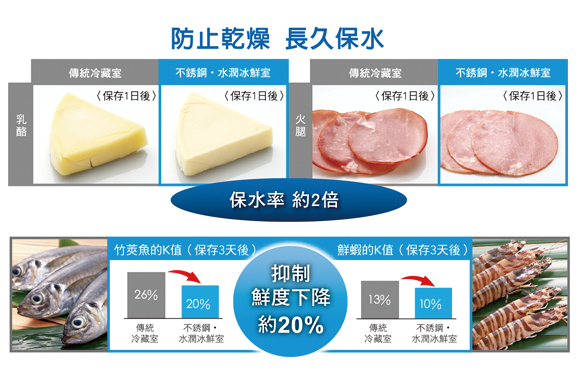 防止乾燥 長久保水
傳統冷藏室
不銹鋼・水潤冰鮮室
傳統冷藏室
不銹鋼・水潤冰鮮室
乳酪
〈保存1日後〉
〈保存1日後〉
火腿
〈保存1日後〉
〈保存1日後〉
保水率 約2倍
竹莢魚的K值（保存3天後）
26%
20%
傳統
冷藏室
不銹鋼・
水潤冰鮮室
抑制
鮮度下降
約20%
鮮蝦的K值（保存3天後）
13%
10%
傳統
冷藏室
不銹鋼・
水潤冰鮮室